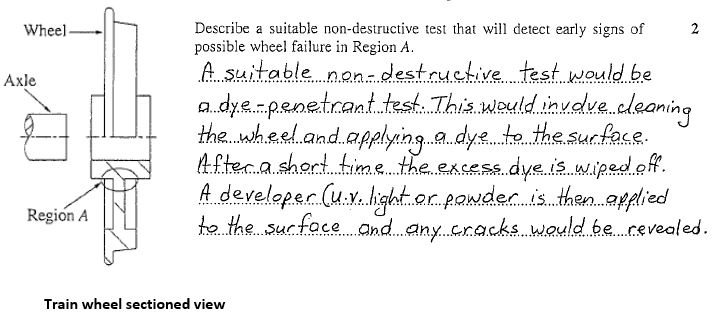 Wheel
Axle
Region A
Describe a suitable non-destructive test that will detect early signs of 2
possible wheel failure in Region A.
A suitable non-destructive test would be
a dye-penetrant test. This would involve cleaning
the wheel and applying a dye to the surface.
After a short time the excess dye is wiped off.
A developer (u.v. light or powder is then applied
to the surface and any cracks would be revealed.
Train wheel sectioned view